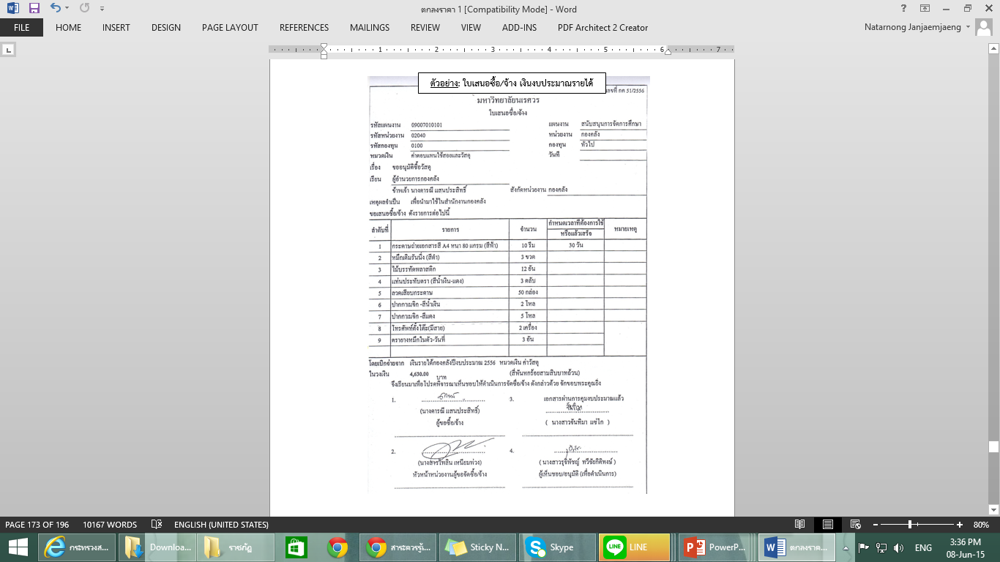 ตกลงราคา 1 [Compatibility Mode] - Word
FILE HOME INSERT DESIGN PAGE LAYOUT REFERENCES MAILINGS REVIEW VIEW ADD-INS PDF Architect 2 Creator Natarnong Janjaemjaeng
1 2 3 4 5 6 7
ตัวอย่าง: ใบเสนอซื้อ/จ้าง เงินงบประมาณรายได้
เลขที่ กค 51/2556
มหาวิทยาลัยนเรศวร
ใบเสนอซื้อ/จ้าง
รหัสแผนงาน 09007010101 แผนงาน สนับสนุนการจัดการศึกษา
รหัสหน่วยงาน 02040 หน่วยงาน กองคลัง
รหัสกองทุน 0100 กองทุน ทั่วไป
หมวดเงิน ค่าตอบแทนใช้สอยและวัสดุ วันที่
เรื่อง ขออนุมัติซื้อวัสดุ
เรียน ผู้อำนวยการกองคลัง
ข้าพเจ้า นางดารณี แสนประสิทธิ์ สังกัดหน่วยงาน กองคลัง
เหตุผลจำเป็น เพื่อนำมาใช้ในสำนักงานกองคลัง
ขอเสนอซื้อ/จ้าง ดังรายการต่อไปนี้
ลำดับที่ รายการ จำนวน กำหนดเวลาที่ต้องการใช้ หรือแล้วเสร็จ หมายเหตุ
1 กระดาษถ่ายเอกสารสี A4 หนา 80 แกรม (สีฟ้า) 10 รีม 30 วัน
2 หมึกเติมรันนิ่ง (สีดำ) 3 ขวด
3 ไม้บรรทัดพลาสติก 12 อัน
4 แท่นประทับตรา (สีน้ำเงิน-แดง) 3 ตลับ
5 ลวดเสียบกระดาษ 50 กล่อง
6 ปากกาเมจิก -สีน้ำเงิน 2 โหล
7 ปากกาเมจิก -สีแดง 5 โหล
8 โทรศัพท์ตั้งโต๊ะ(มีสาย) 2 เครื่อง
9 ตรายางหมึกในตัว-วันที่ 3 อัน
โดยเบิกจ่ายจาก เงินรายได้กองคลังปีงบประมาณ 2556 หมวดเงิน ค่าวัสดุ
ในวงเงิน 4,630.00 บาท (สี่พันหกร้อยสามสิบบาทถ้วน)
จึงเรียนมาเพื่อโปรดพิจารณาเห็นชอบให้ดำเนินการจัดซื้อ/จ้าง ดังกล่าวด้วย จักขอบพระคุณยิ่ง
1. 3. เอกสารผ่านการคุมงบประมาณแล้ว
(นางดารณี แสนประสิทธิ์) ( นางสาวจันทิมา แซ่โก )
ผู้ขอซื้อ/จ้าง
2. 4.
(นางสาวไพลิน เหนียมพ่วง) ( นางสาวรุจิพัชญ์ ทวีชัยกิติพงษ์ )
หัวหน้าหน่วยงานผู้ขอจัดซื้อ/จ้าง ผู้เห็นชอบ/อนุมัติ (เพื่อดำเนินการ)
PAGE 173 OF 196 10167 WORDS ENGLISH (UNITED STATES) 80%
กระทรวงส... Downloa... ราชภัฏ สาระควรรู้... Sticky N... Skype LINE PowerP... ตกลงราค... ENG 3:36 PM
08-Jun-15